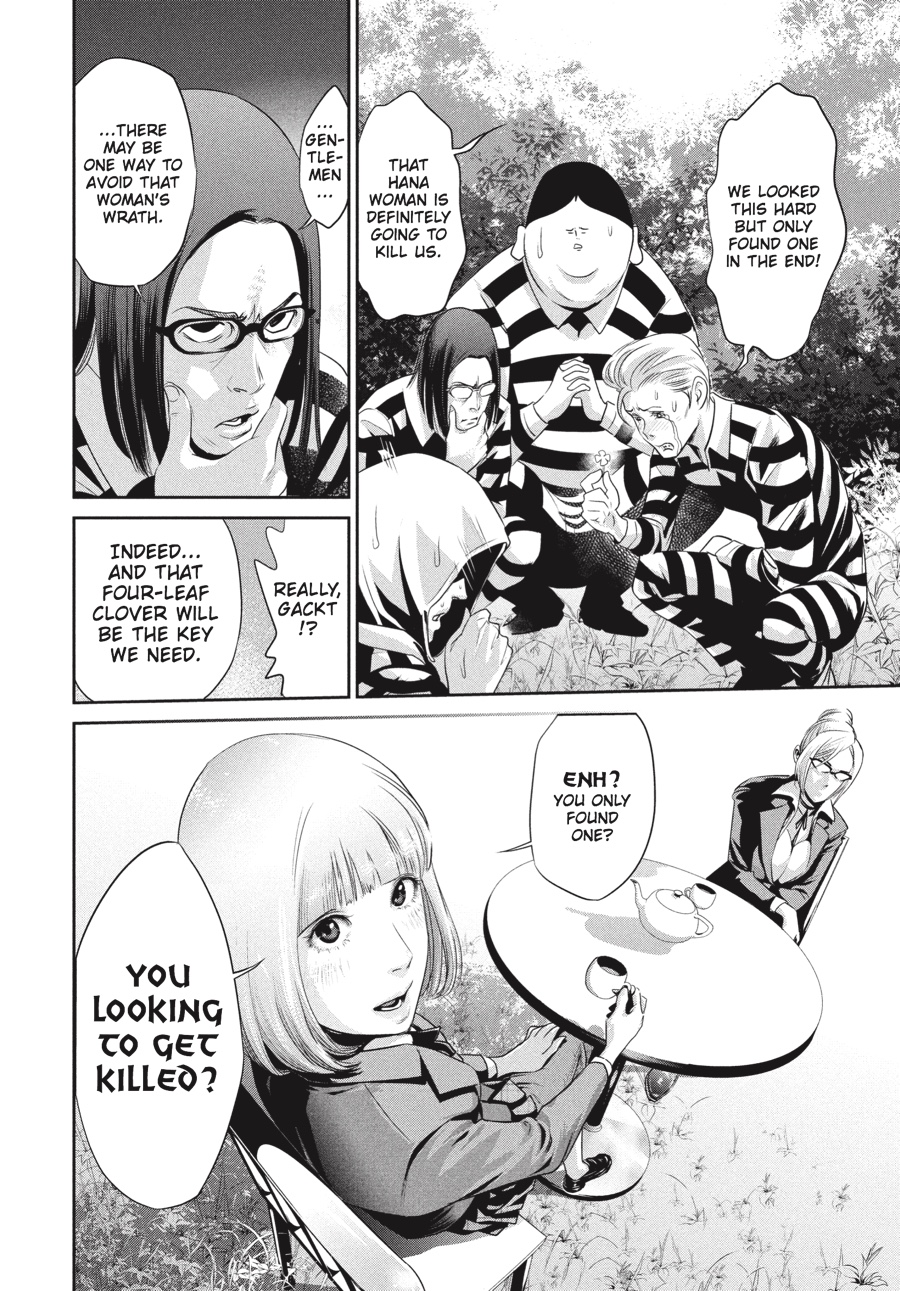 WE LOOKED
THIS HARD
BUT ONLY
FOUND ONE
IN THE END!
THAT
HANA
WOMAN IS
DEFINITELY
GOING TO
KILL US.
...
GEN-
TLE-
MEN
...
...THERE
MAY BE
ONE WAY TO
AVOID THAT
WOMAN'S
WRATH.
REALLY,
GACKT
!?
INDEED...
AND THAT
FOUR-LEAF
CLOVER WILL
BE THE KEY
WE NEED.
ENH?
YOU ONLY
FOUND
ONE?
YOU
LOOKING
TO GET
KILLED?